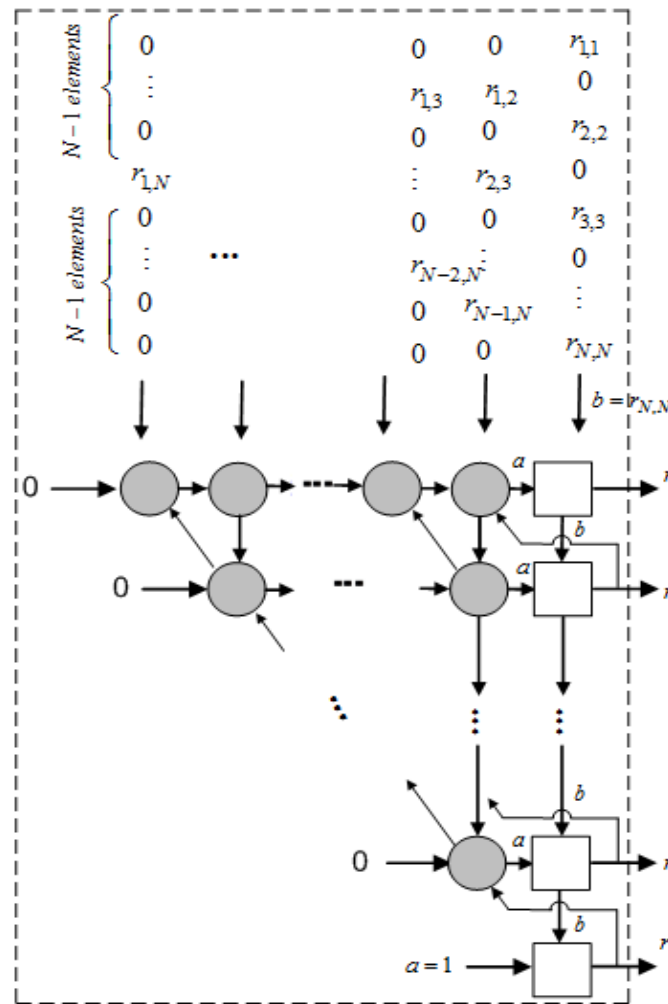 N−1 elements
0 0 0 r1,1
⋮ r1,3 r1,2 0
0 0 0 r2,2
r1,N ⋮ r2,3 0
N−1 elements
0 0 0 r3,3
⋮ ... rN−2,N ⋮ 0
0 0 rN−1,N ⋮
0 0 0 rN,N
b = rN,N
0 ... a r
b
0 ... a r
... ⋮ ⋮
b
0 a r
b
a = 1 r